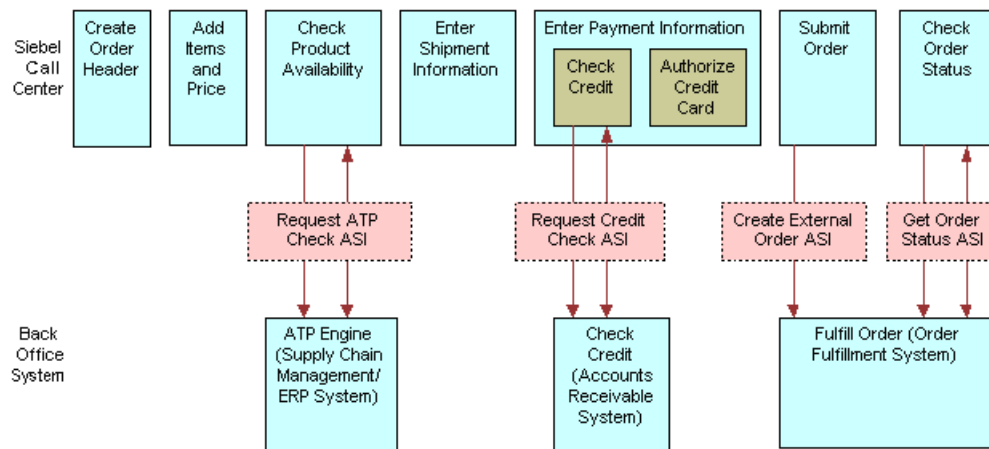 Siebel
Call
Center
Create
Order
Header
Add
Items
and
Price
Check
Product
Availability
Enter
Shipment
Information
Enter Payment Information
Check
Credit
Authorize
Credit
Card
Submit
Order
Check
Order
Status
Request ATP
Check ASI
Request Credit
Check ASI
Create External
Order ASI
Get Order
Status ASI
Back
Office
System
ATP Engine
(Supply Chain
Management/
ERP System)
Check
Credit
(Accounts
Receivable
System)
Fulfill Order (Order
Fulfillment System)